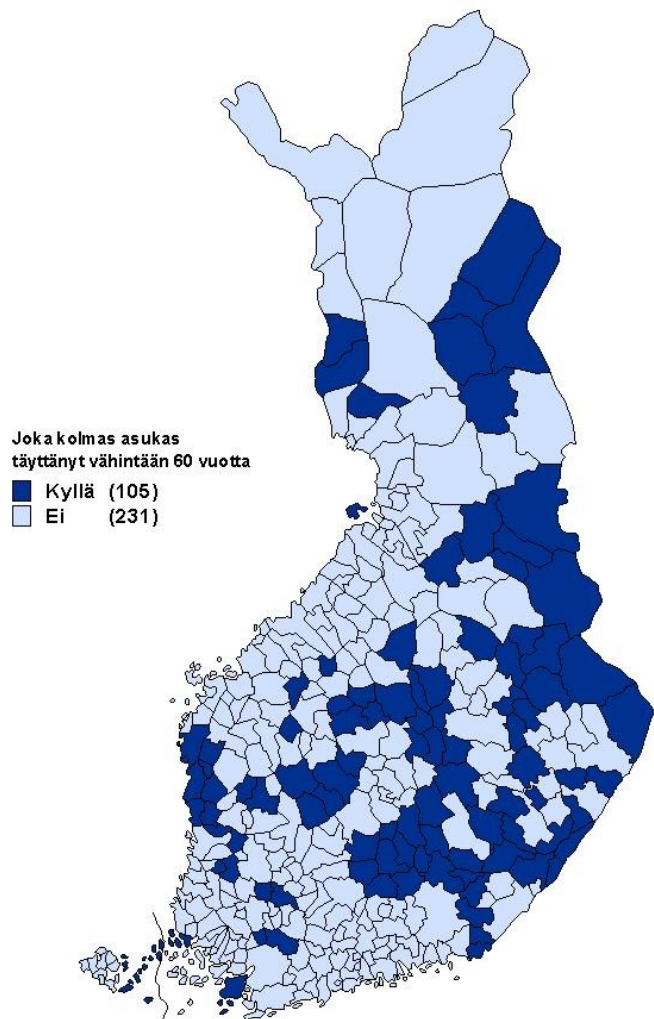 Joka kolmas asukas
täyttänyt vähintään 60 vuotta
Kyllä (105)
Ei (231)